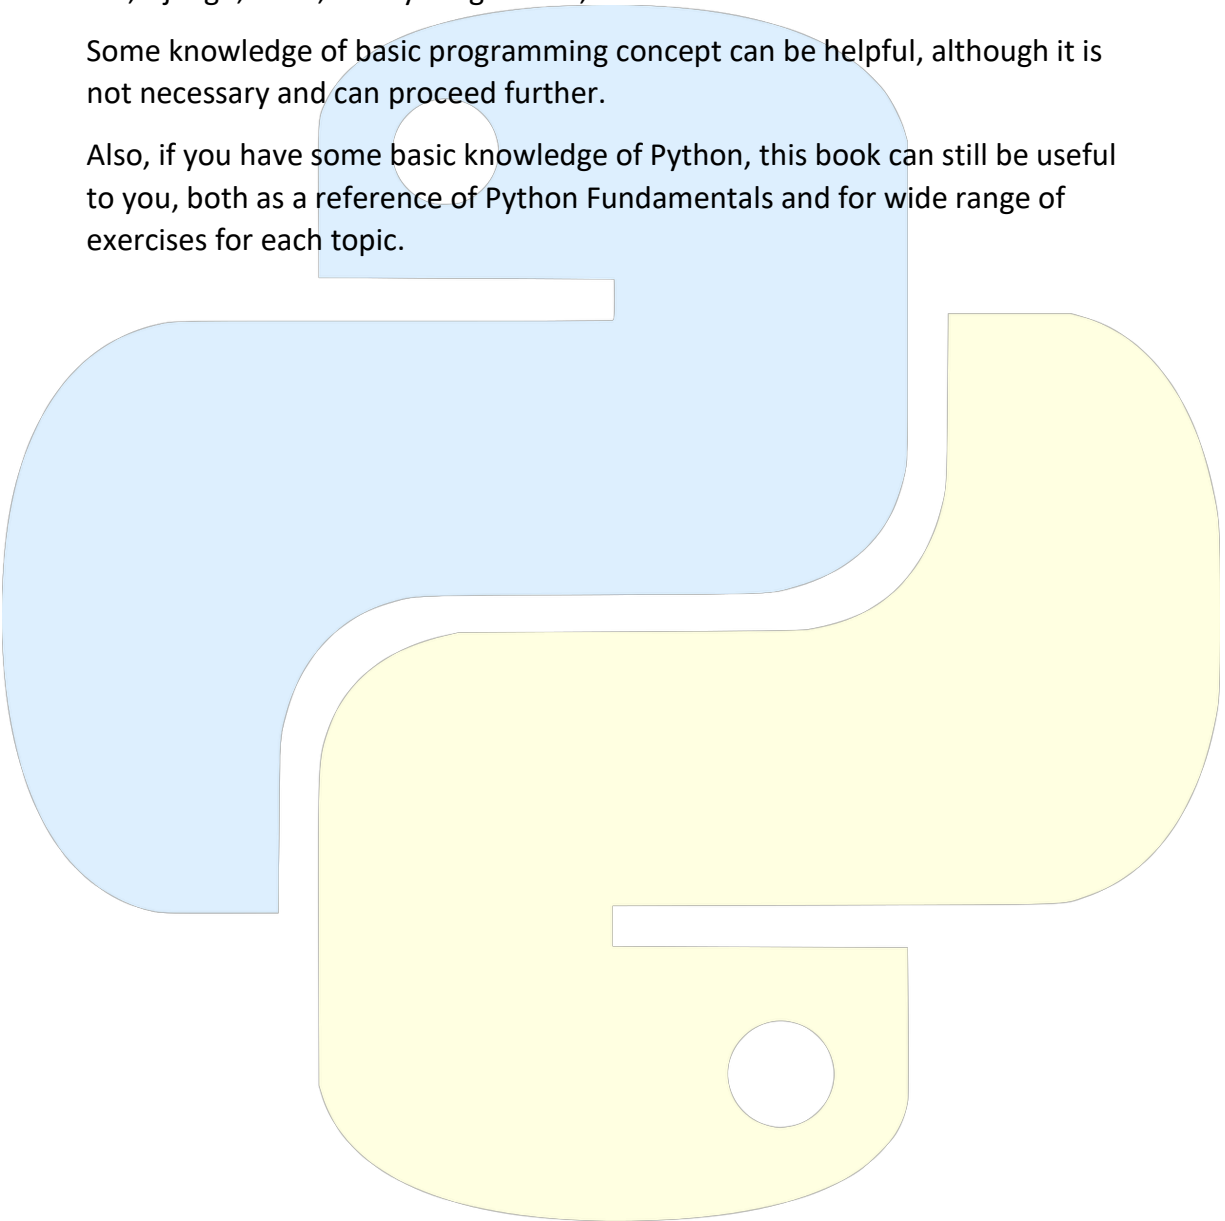 Some knowledge of basic programming concept can be helpful, although it is
not necessary and can proceed further.
Also, if you have some basic knowledge of Python, this book can still be useful
to you, both as a reference of Python Fundamentals and for wide range of
exercises for each topic.